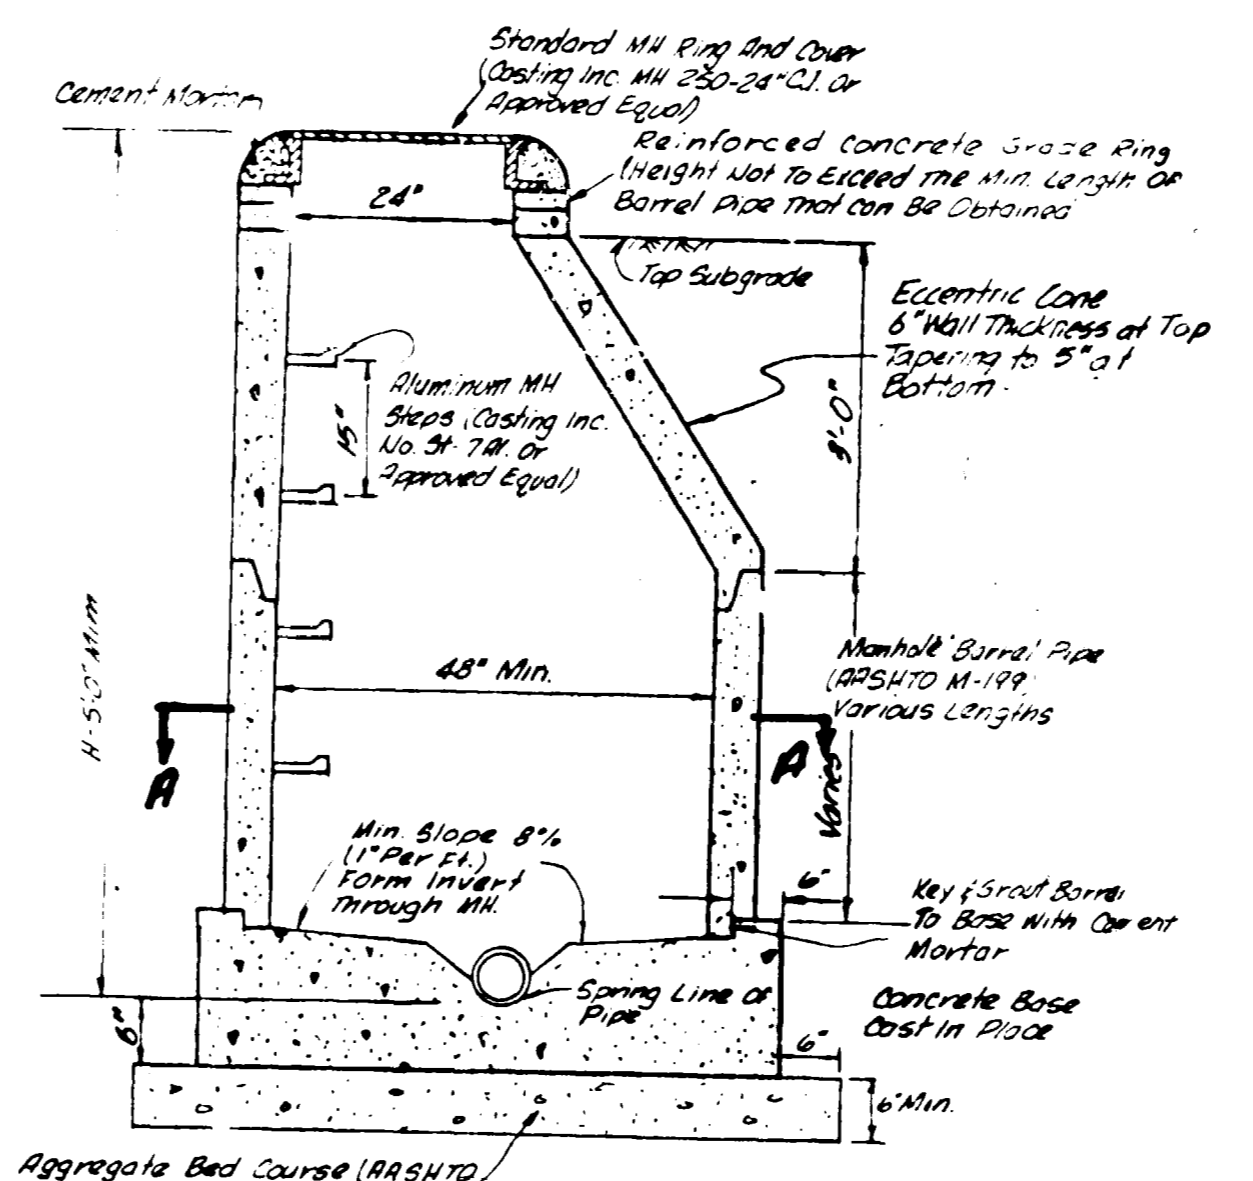 Standard MH Ring And Cover
(Casting Inc. MH 250-24" C.I. Or
Approved Equal)
Cement Mortar
Reinforced Concrete Grade Ring
(Height Not To Exceed The Min. Length Of
Barrel Pipe That Can Be Obtained
24"
Top Subgrade
Eccentric Cone
6" Wall Thickness at Top
Tapering to 5" at
Bottom.
3'-0"
Aluminum MH
Steps (Casting Inc.
No. St-7Al. Or
Approved Equal)
15"
H-5'0" Mim
48" Min.
Manhole Barrel Pipe
(AASHTO M-199)
Various Lengths
A
A
Varies
Min. Slope 8%
(1" Per Ft.)
Form Invert
Through MH.
6"
Key & Grout Barrel
To Base With Cement
Mortar
Spring Line Of
Pipe
Concrete Base
Cast In Place
6"
6"
6" Min.
Aggregate Bed Course (AASHTO